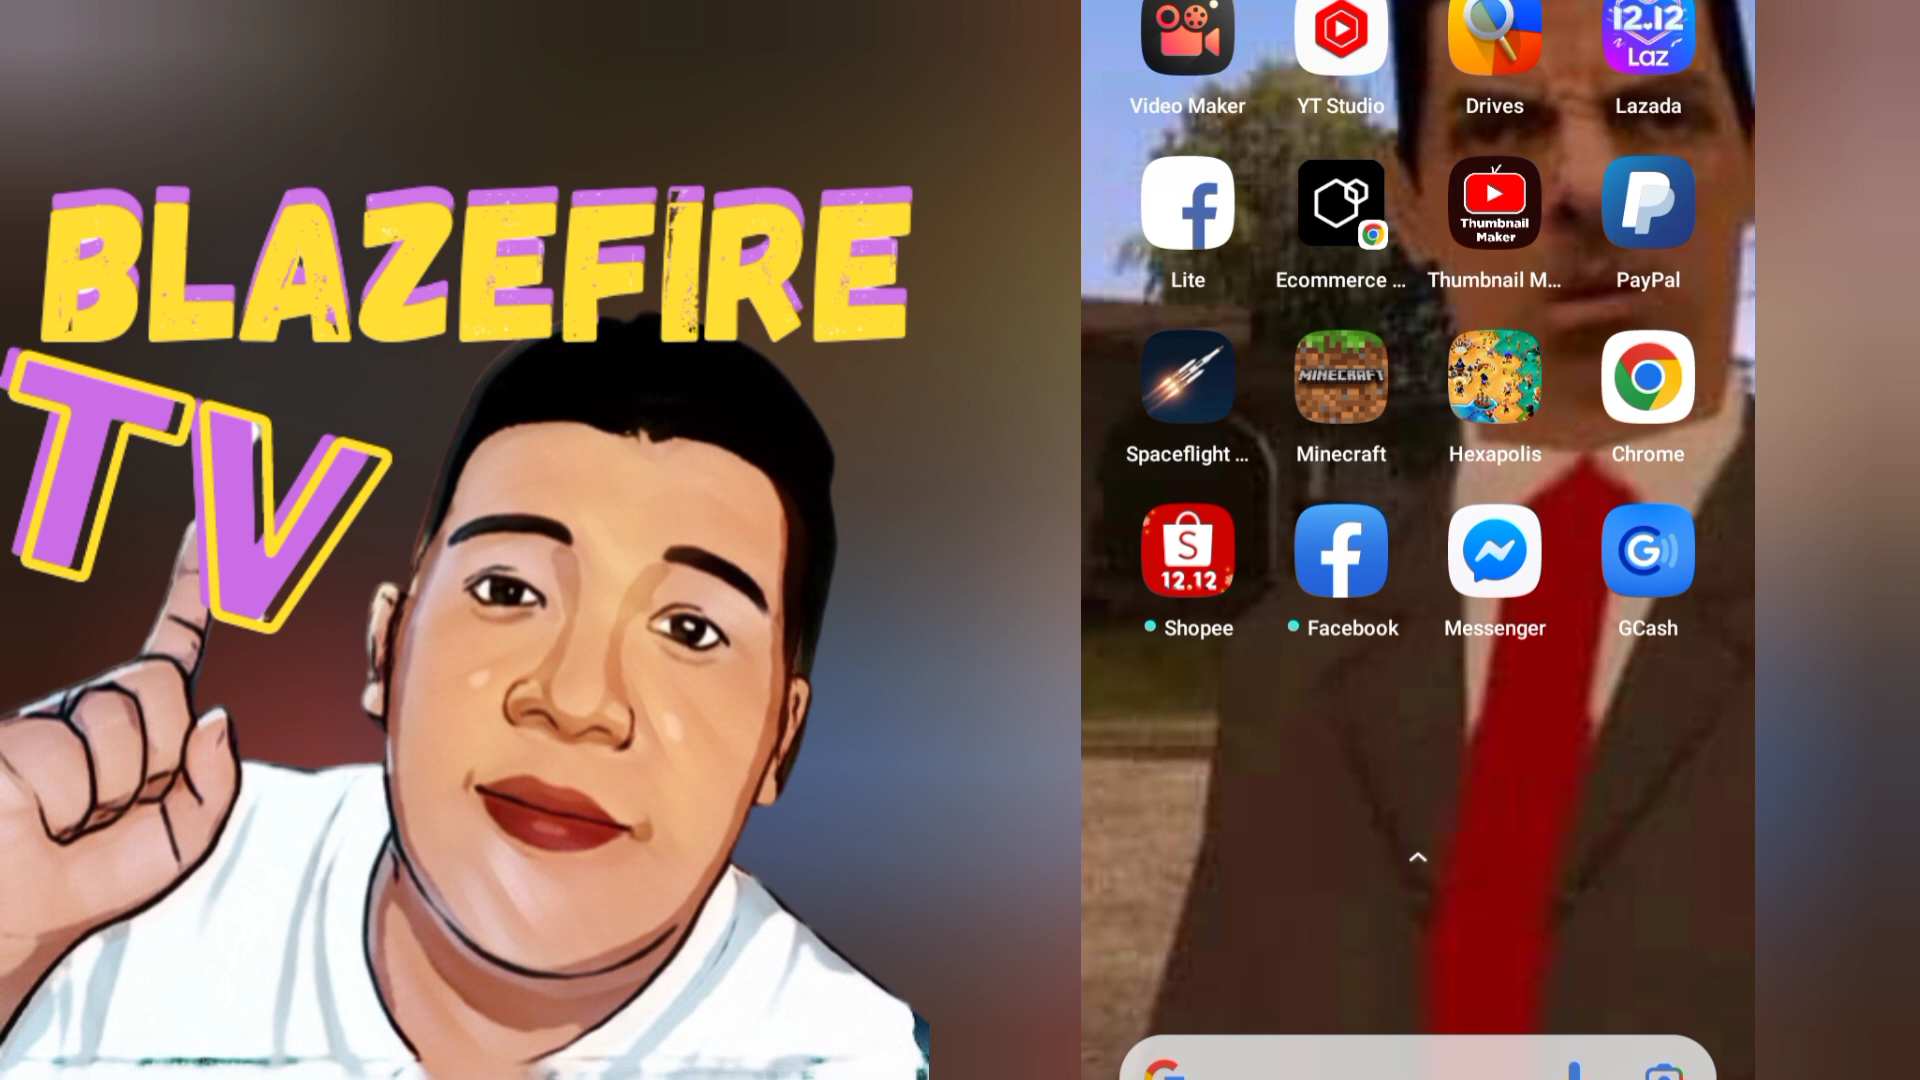 BLAZEFIRE
TV
12.12
Laz
Video Maker
YT Studio
Drives
Lazada
Thumbnail
Maker
Lite
Ecommerce ...
Thumbnail M...
PayPal
MINECRAFT
Spaceflight ...
Minecraft
Hexapolis
Chrome
S
12.12
G
Shopee
Facebook
Messenger
GCash